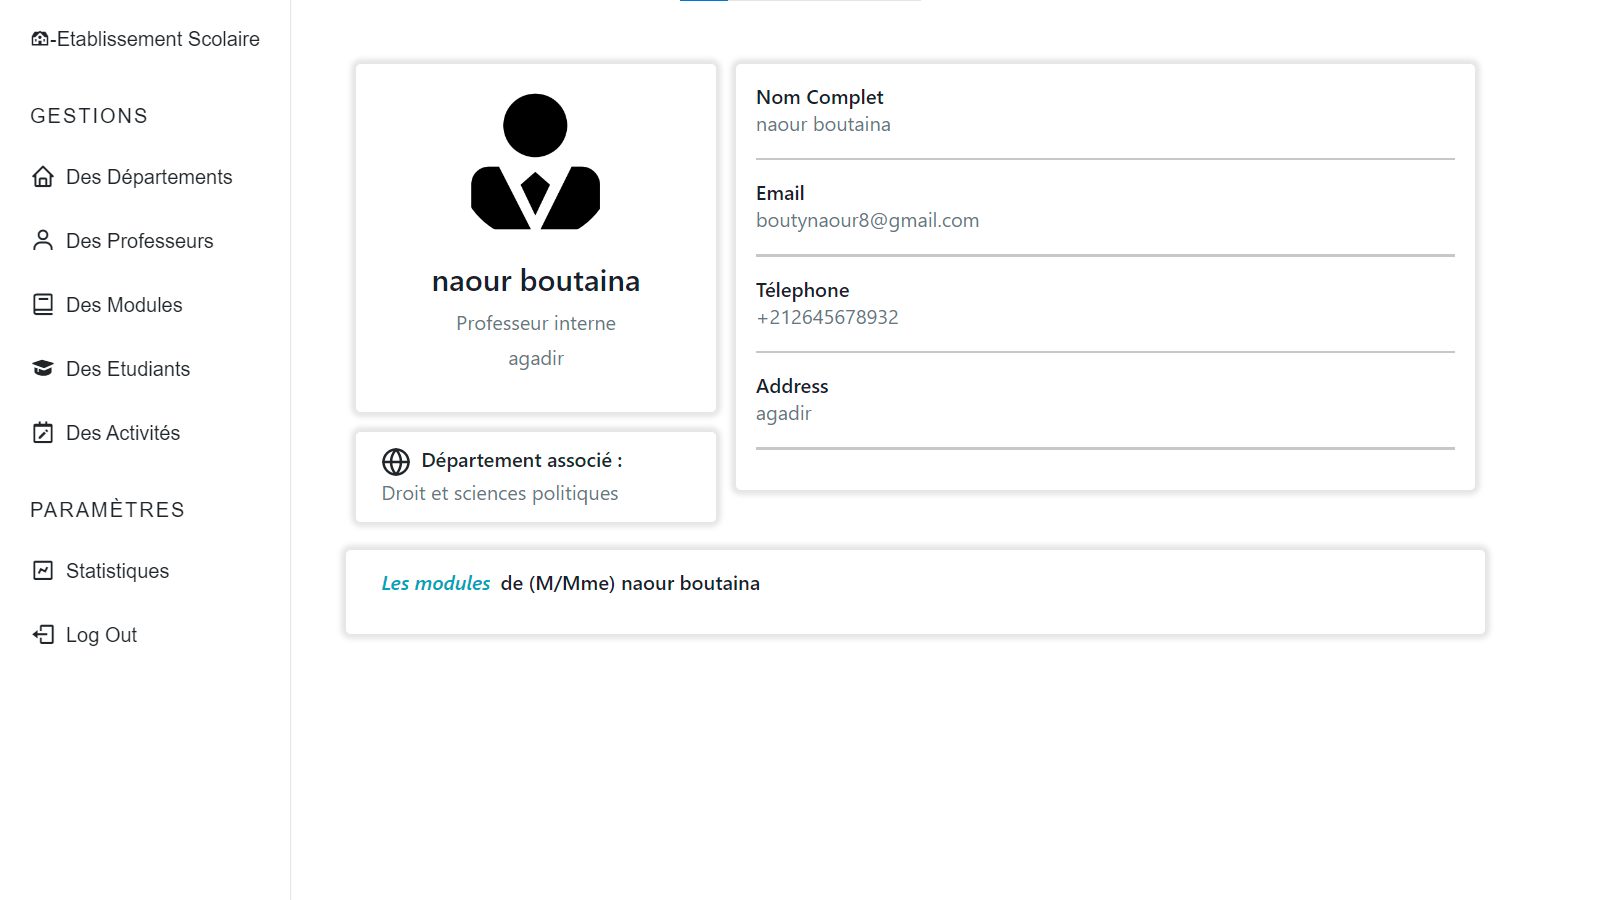 -Etablissement Scolaire
GESTIONS
Des Départements
Des Professeurs
Des Modules
Des Etudiants
Des Activités
PARAMÈTRES
Statistiques
Log Out
naour boutaina
Professeur interne
agadir
Département associé :
Droit et sciences politiques
Nom Complet
naour boutaina
Email
boutynaour8@gmail.com
Télephone
+212645678932
Address
agadir
Les modules de (M/Mme) naour boutaina